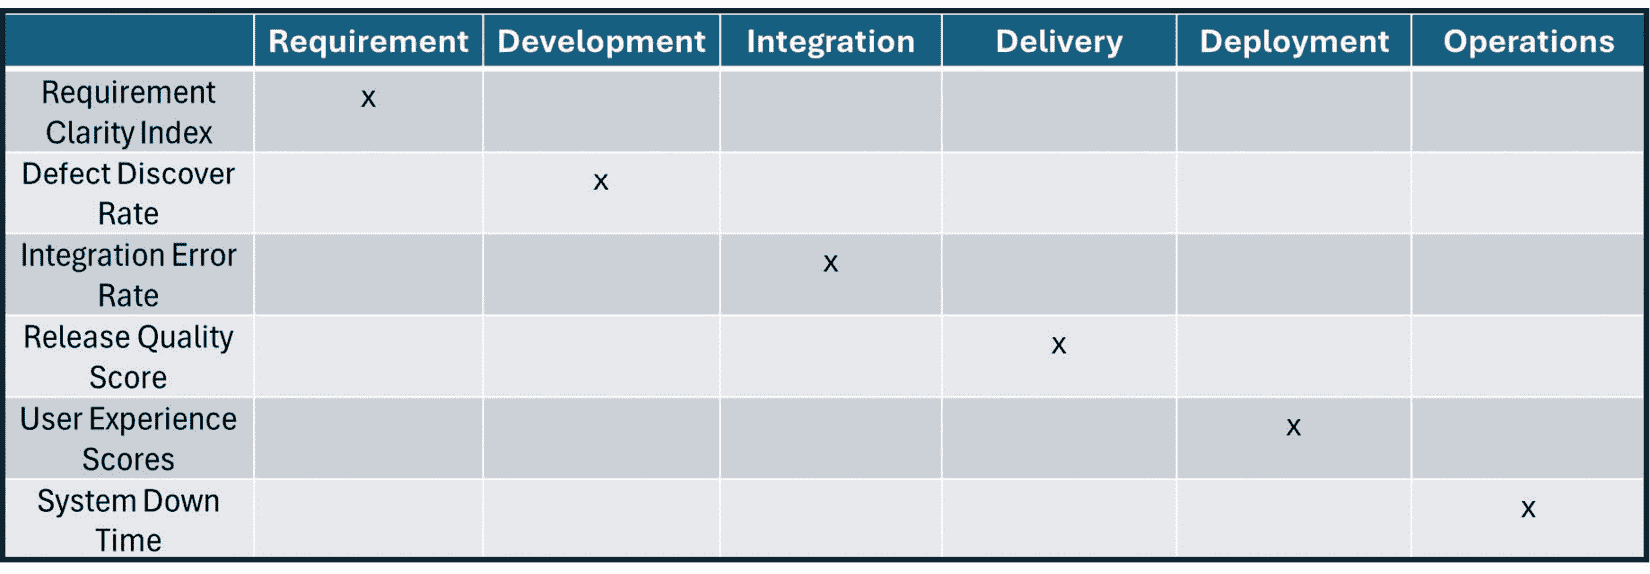 Requirement Development Integration Delivery Deployment Operations
Requirement x
Clarity Index
Defect Discover x
Rate
Integration Error x
Rate
Release Quality x
Score
User Experience x
Scores
System Down x
Time